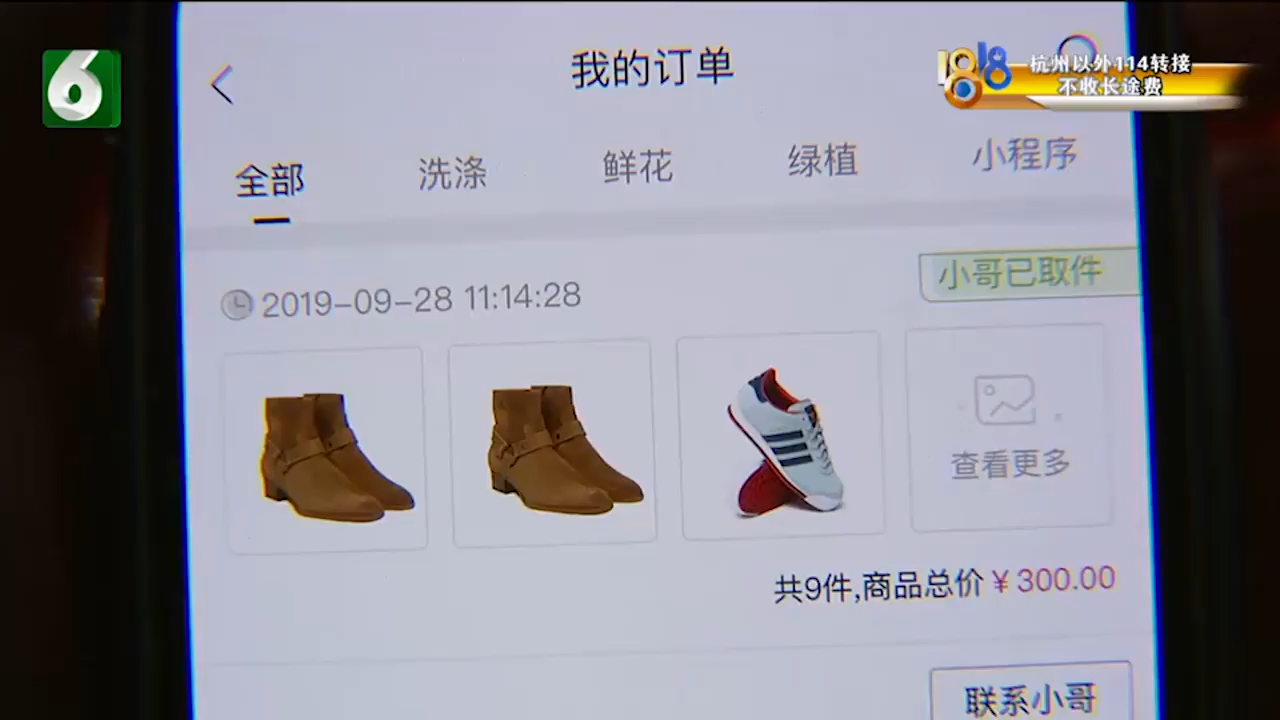 6
我的订单
1818
杭州以外114转接
不收长途费
全部 洗涤 鲜花 绿植 小程序
2019-09-28 11:14:28
小哥已取件
查看更多
共9件,商品总价¥300.00
联系小哥